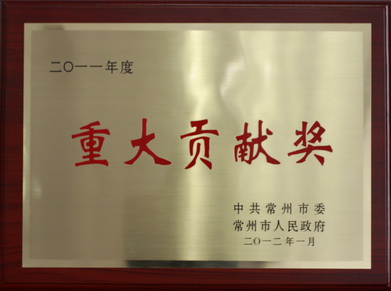 二〇一一年度
重大贡献奖
中共常州市委
常州市人民政府
二〇一二年一月